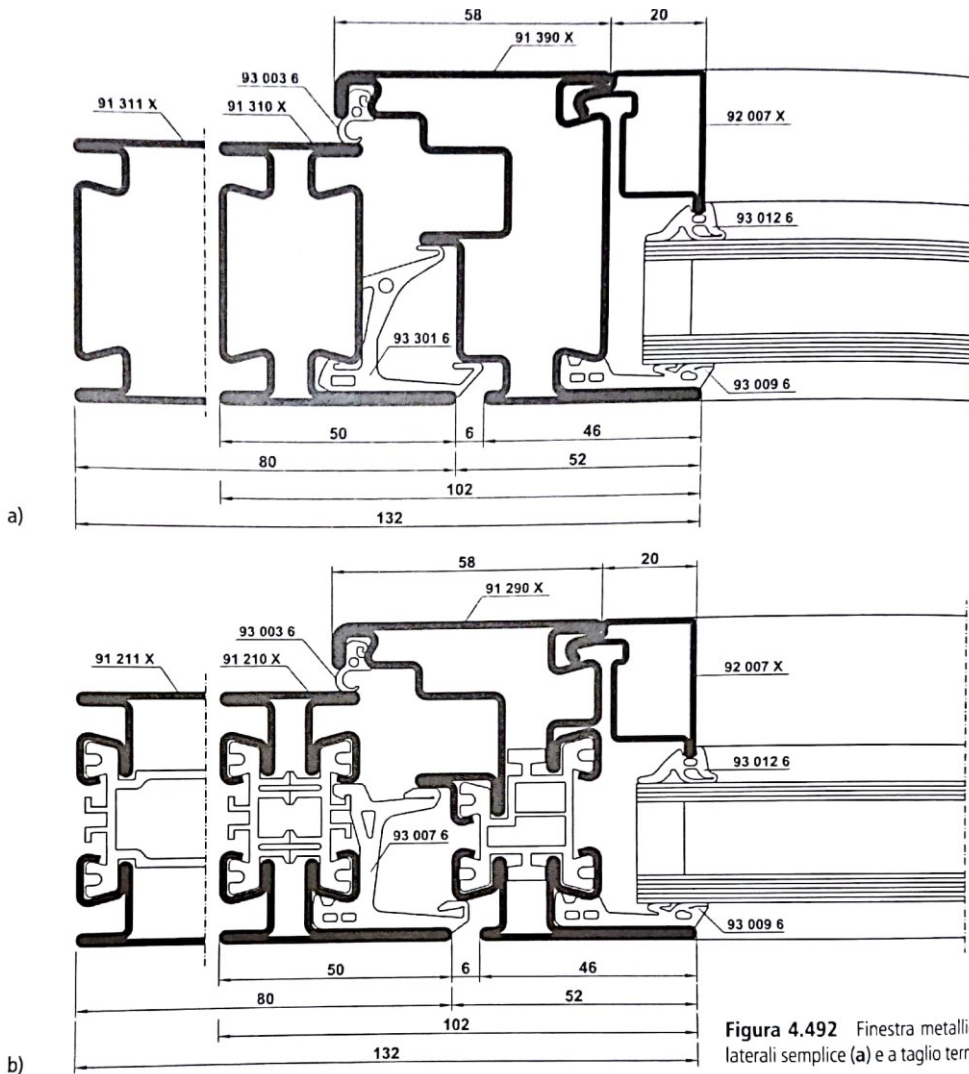 58
20
91 390 X
93 003 6
91 311 X
91 310 X
92 007 X
93 012 6
93 301 6
93 009 6
50
6
46
80
52
102
132
a)
58
20
91 290 X
93 003 6
91 211 X
91 210 X
92 007 X
93 012 6
93 007 6
93 009 6
50
6
46
80
52
102
132
b)
Figura 4.492 Finestra metalli
laterali semplice (a) e a taglio ter